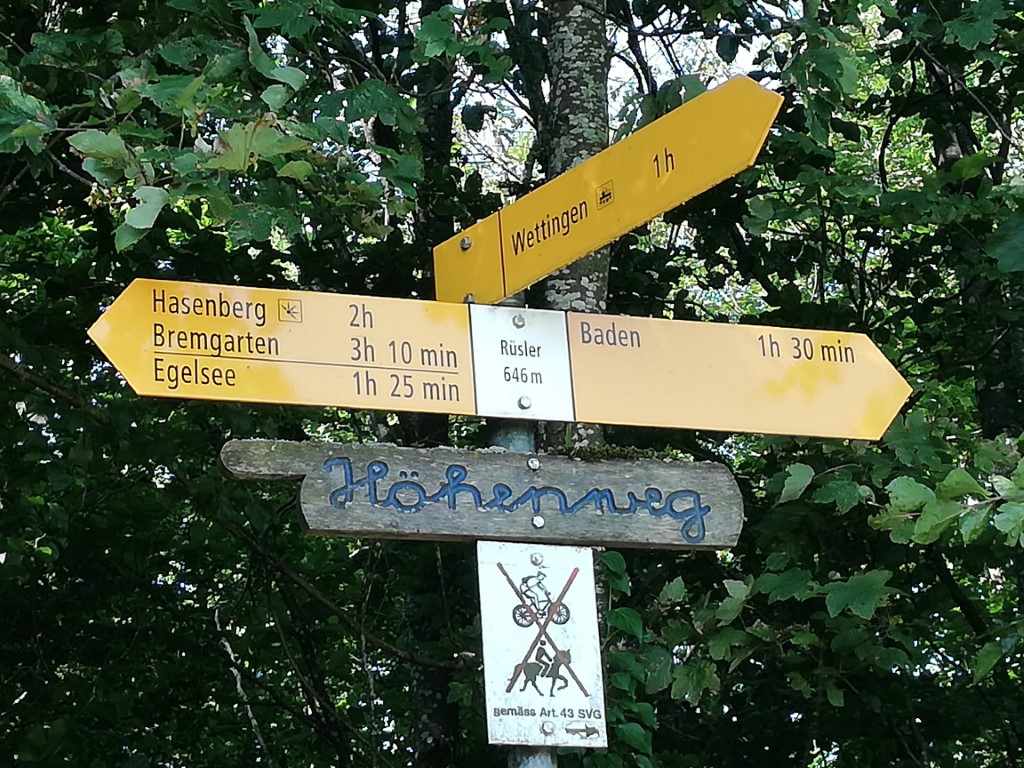 Wettingen 1h
Hasenberg 2h
Bremgarten 3h 10 min
Egelsee 1h 25 min
Rüsler
646 m
Baden 1h 30 min
Höhenweg
gemäss Art. 43 SVG